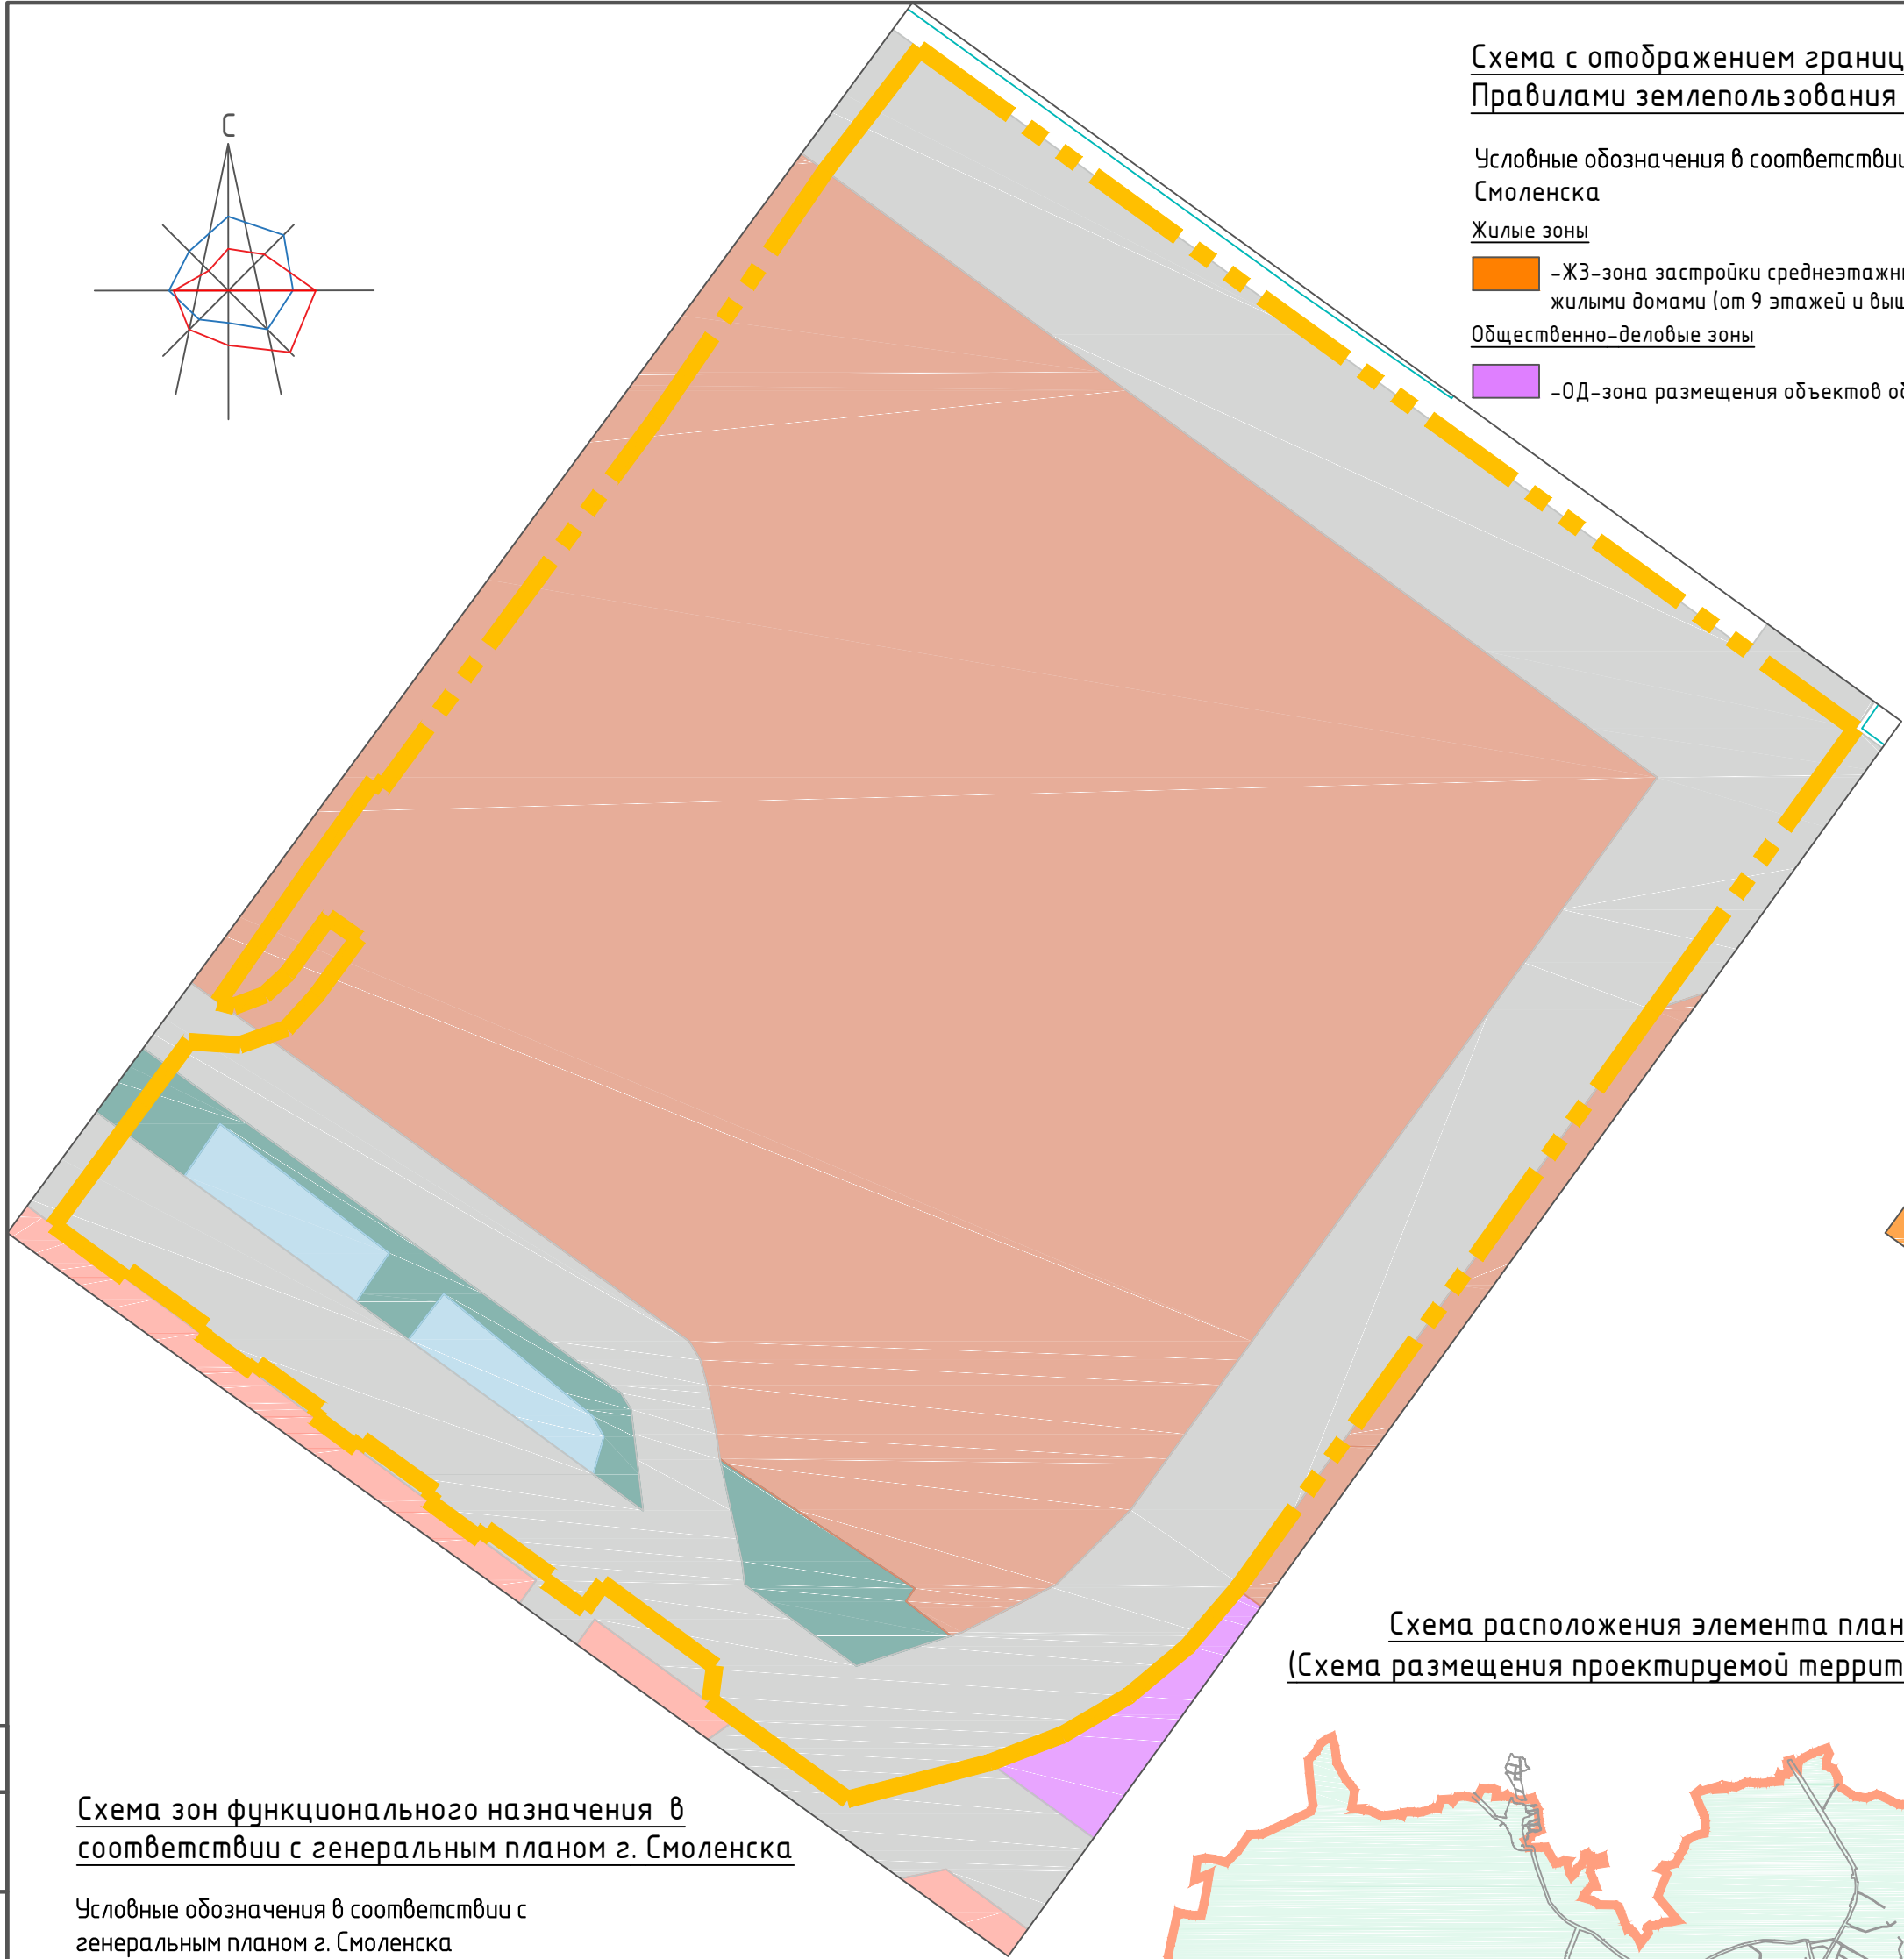 С
Схема с отображением границ
Правилами землепользования
Условные обозначения в соответствии
Смоленска
Жилые зоны
-Ж3-зона застройки среднеэтажн
жилыми домами (от 9 этажей и выш
Общественно-деловые зоны
-ОД-зона размещения объектов об
Схема расположения элемента план
(Схема размещения проектируемой террит
Схема зон функционального назначения в
соответствии с генеральным планом г. Смоленска
Условные обозначения в соответствии с
генеральным планом г. Смоленска